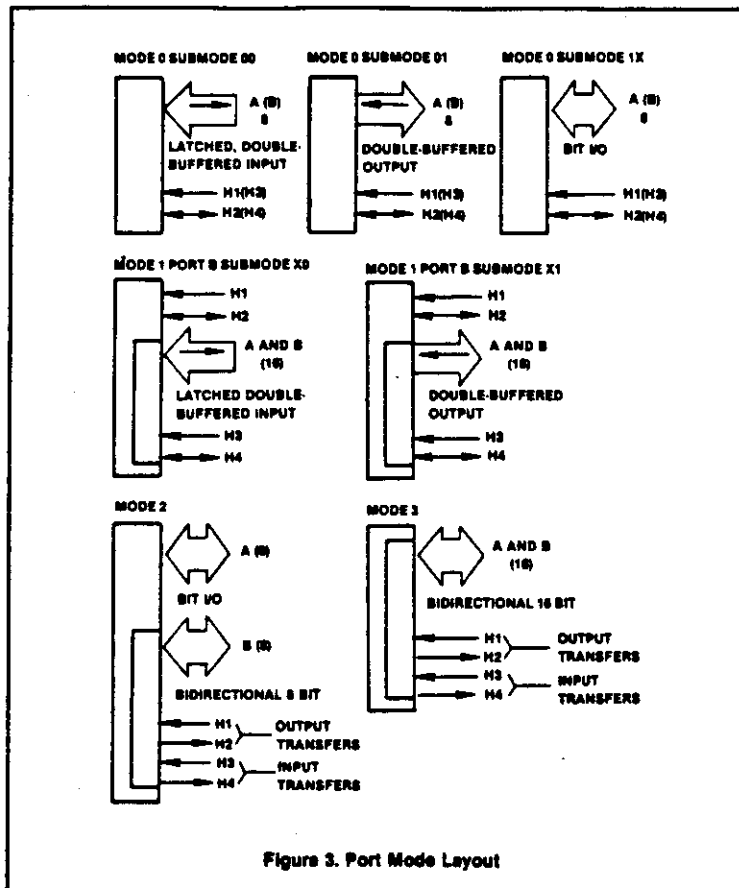 MODE 0 SUBMODE 00
A (B)
8
LATCHED, DOUBLE-
BUFFERED INPUT
H1(H3)
H2(H4)
MODE 0 SUBMODE 01
A (B)
8
DOUBLE-BUFFERED
OUTPUT
H1(H3)
H2(H4)
MODE 0 SUBMODE 1X
A (B)
8
BIT I/O
H1(H3)
H2(H4)
MODE 1 PORT B SUBMODE X0
H1
H2
A AND B
(16)
LATCHED DOUBLE-
BUFFERED INPUT
H3
H4
MODE 1 PORT B SUBMODE X1
H1
H2
A AND B
(16)
DOUBLE-BUFFERED
OUTPUT
H3
H4
MODE 2
A (8)
BIT I/O
B (8)
BIDIRECTIONAL 8 BIT
H1
H2
OUTPUT
TRANSFERS
H3
H4
INPUT
TRANSFERS
MODE 3
A AND B
(16)
BIDIRECTIONAL 16 BIT
H1
H2
OUTPUT
TRANSFERS
H3
H4
INPUT
TRANSFERS
Figure 3. Port Mode Layout